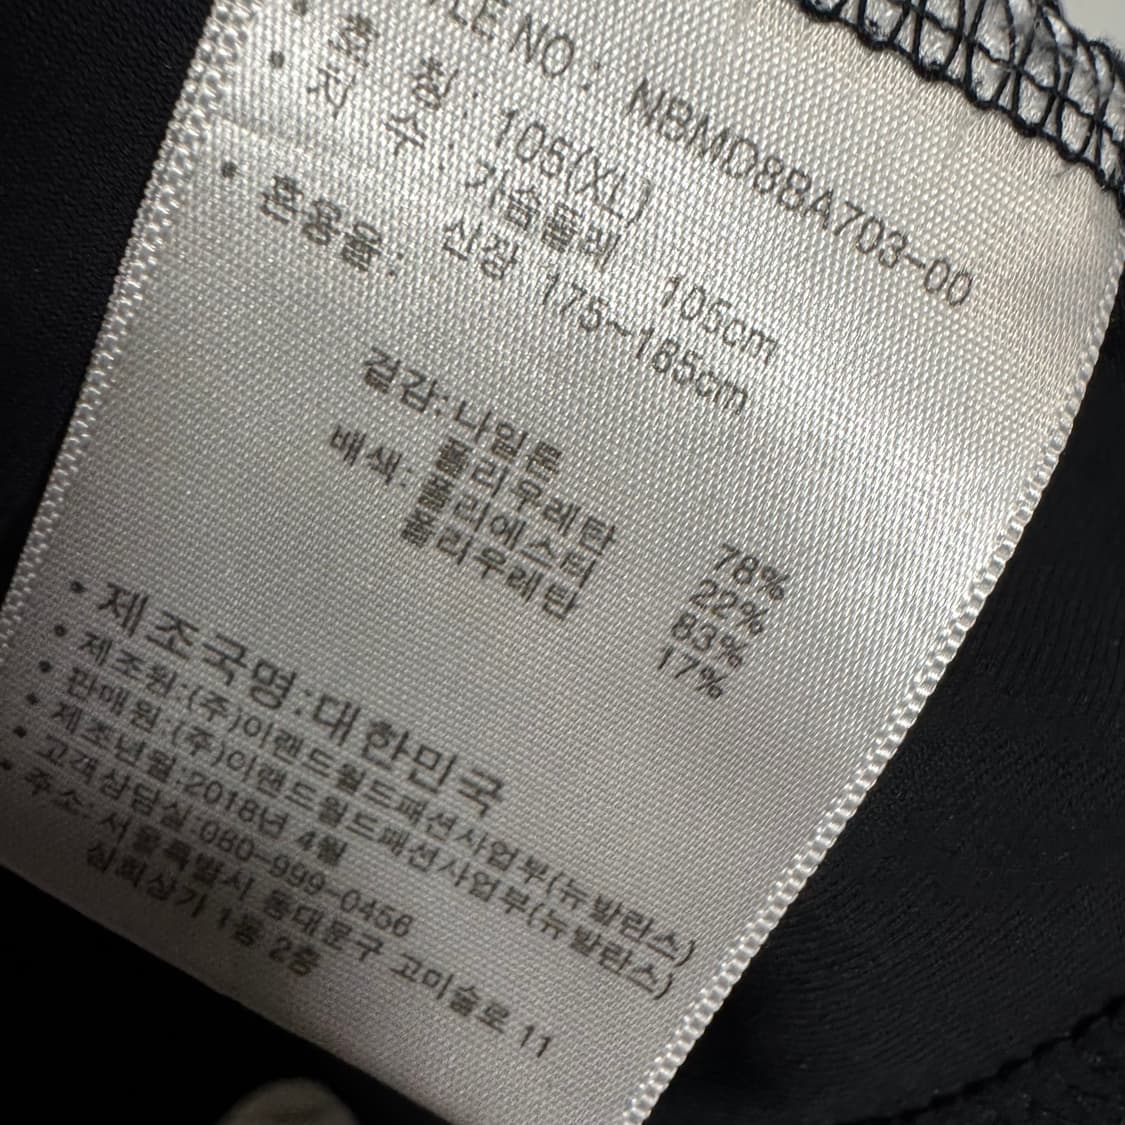 LE NO : NBMD8BA703-00
• 호 칭 : 105(XL)
• 치 수 : 가슴둘레 105cm
신장 175~185cm
• 혼용율 :
겉감:나일론 78%
폴리우레탄 22%
배색:폴리에스터 83%
폴리우레탄 17%
• 제조국명:대한민국
• 제조원:(주)이랜드월드패션사업부(뉴발란스)
• 판매원:(주)이랜드월드패션사업부(뉴발란스)
• 제조년월:2018년 4월
• 고객상담실:080-999-0456
• 주소 서울특별시 동대문구 고미술로 11
삼희상가 1동 2층